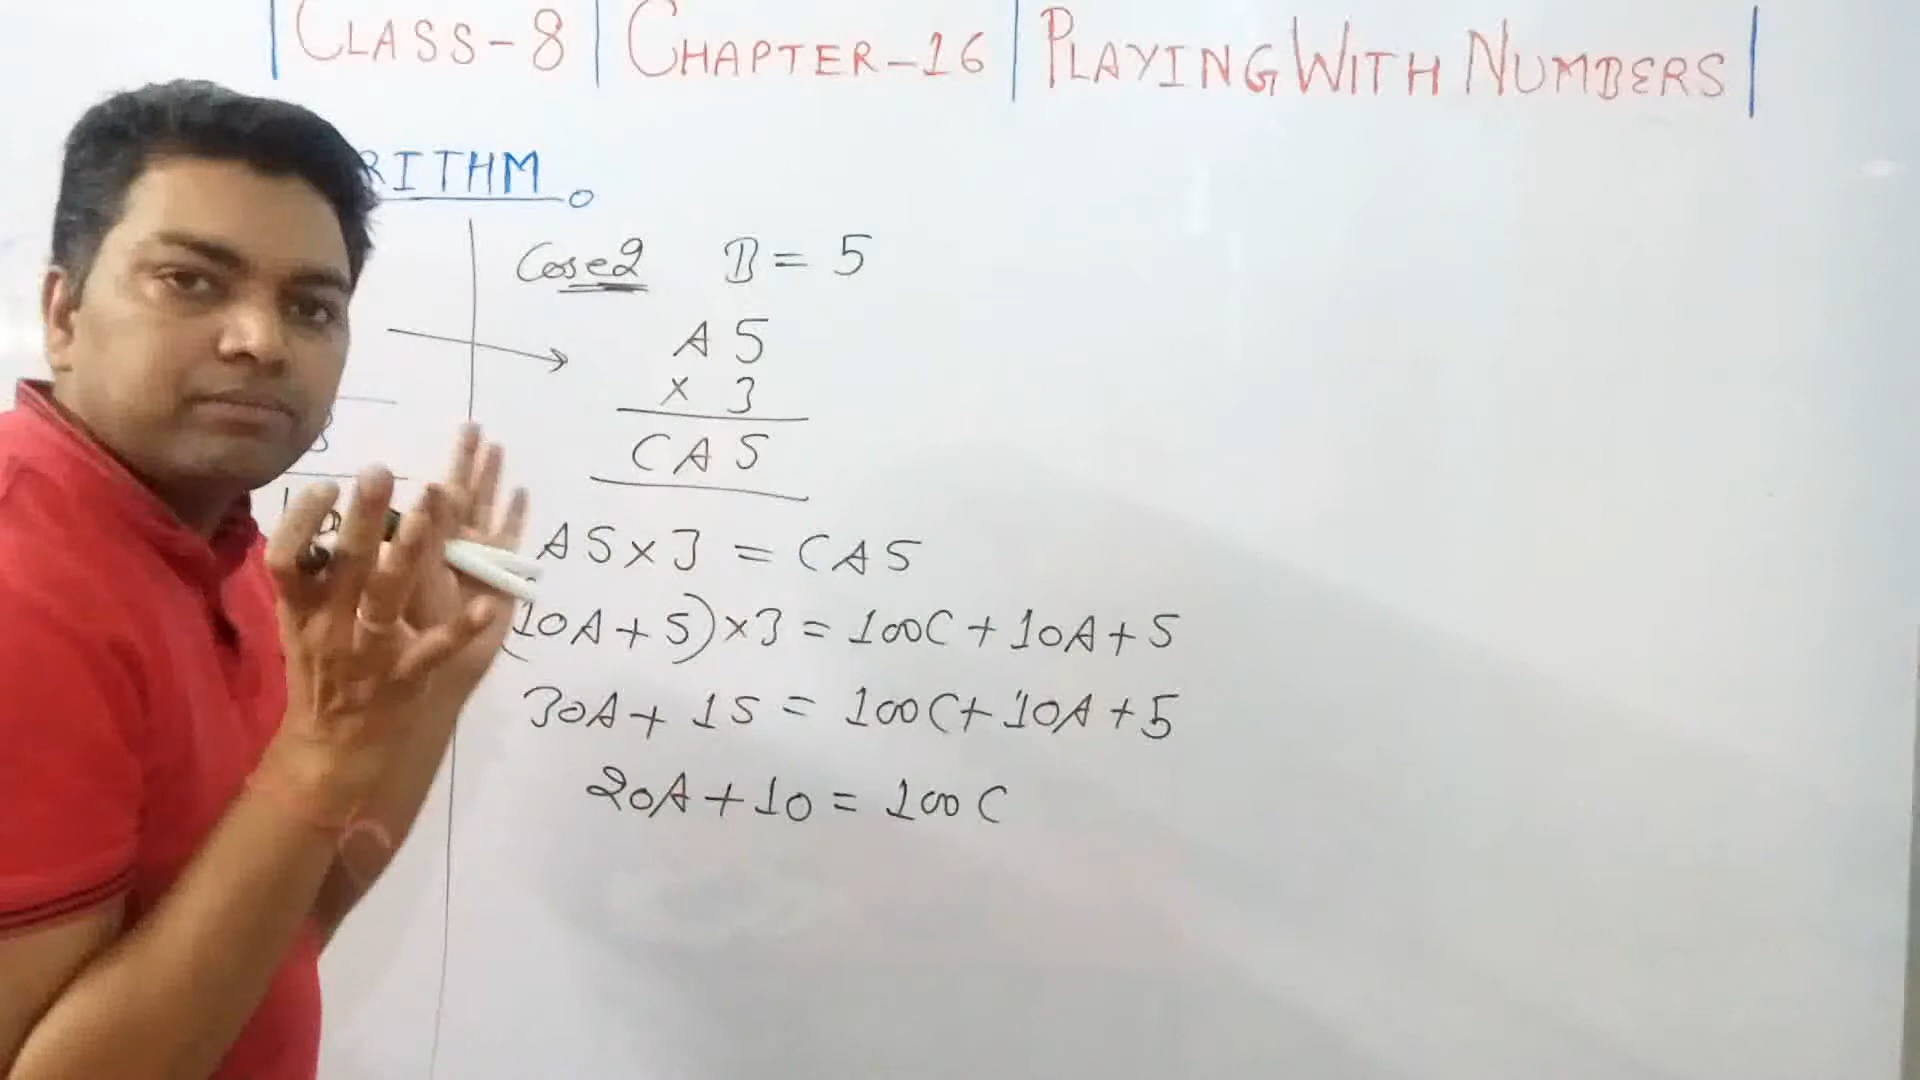 |CLASS-8|CHAPTER-16|PLAYING WITH NUMBERS|
RITHM
Case2 B = 5
A 5
× 3
C A 5
A5×3 = CA5
(10A+5)×3 = 100C+10A+5
30A+15 = 100C+10A+5
20A+10 = 100C